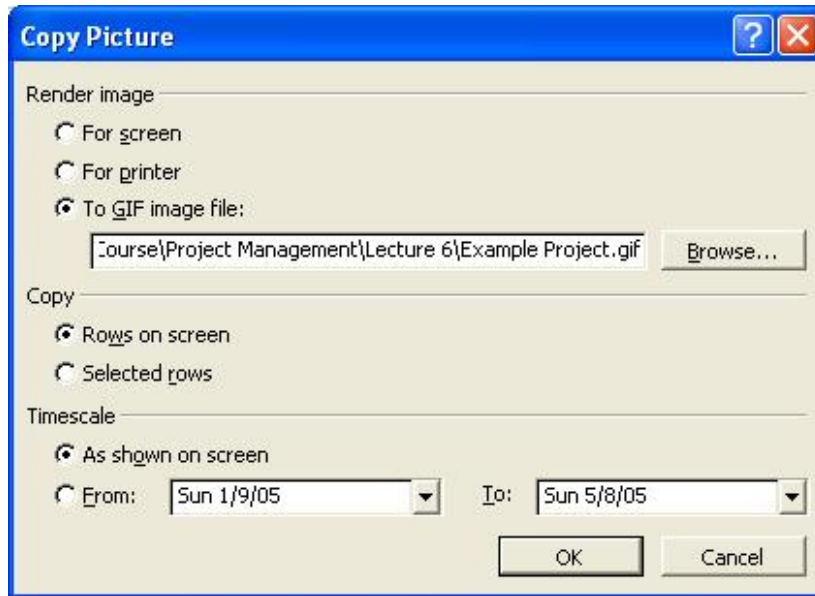 Copy Picture
Render image
For screen
For printer
To GIF image file:
Course\Project Management\Lecture 6\Example Project.gif Browse...
Copy
Rows on screen
Selected rows
Timescale
As shown on screen
From: Sun 1/9/05 To: Sun 5/8/05
OK Cancel